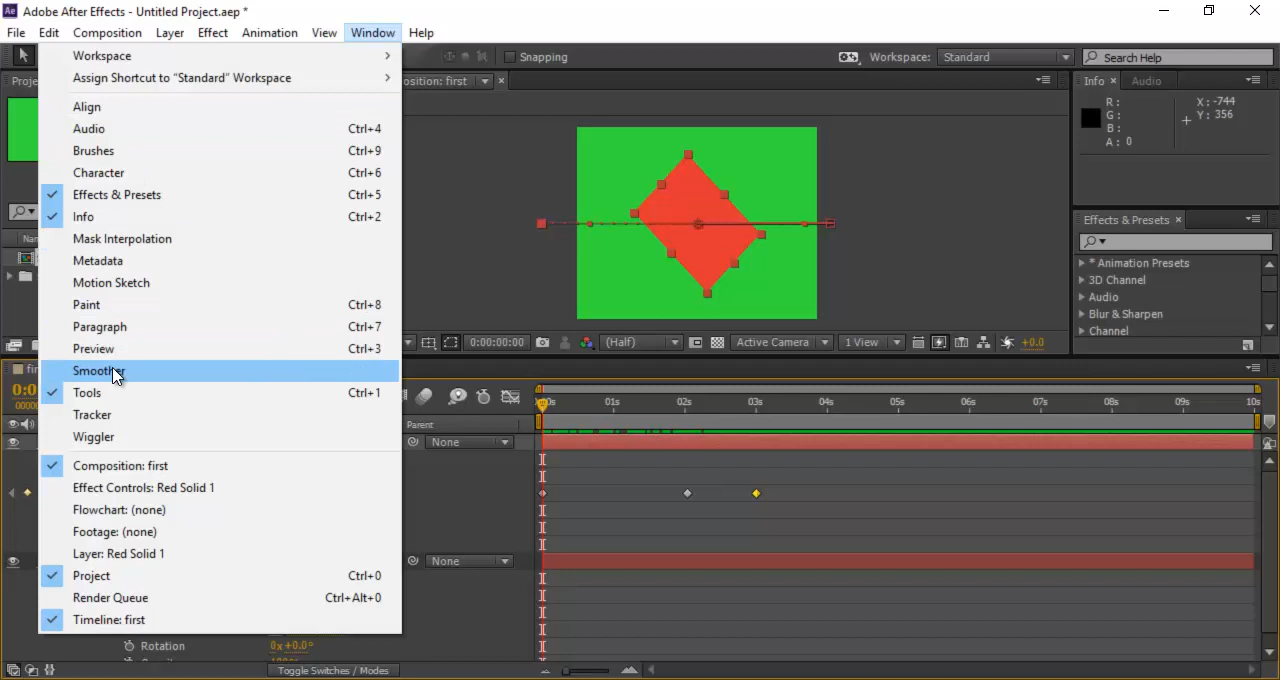 Adobe After Effects - Untitled Project.aep *
File Edit Composition Layer Effect Animation View Window Help
Snapping Workspace: Standard Search Help
Workspace
Assign Shortcut to "Standard" Workspace
Align
Audio Ctrl+4
Brushes Ctrl+9
Character Ctrl+6
Effects & Presets Ctrl+5
Info Ctrl+2
Mask Interpolation
Metadata
Motion Sketch
Paint Ctrl+8
Paragraph Ctrl+7
Preview Ctrl+3
Smoother
Tools Ctrl+1
Tracker
Wiggler
Composition: first
Effect Controls: Red Solid 1
Flowchart: (none)
Footage: (none)
Layer: Red Solid 1
Project Ctrl+0
Render Queue Ctrl+Alt+0
Timeline: first
Proje
Nan
position: first
0:00:00:00 (Half) Active Camera 1 View +0.0
Info Audio
R: X: -744
G: Y: 356
B:
A: 0
Effects & Presets
* Animation Presets
3D Channel
Audio
Blur & Sharpen
Channel
fir
0:0
0000
01s 02s 03s 04s 05s 06s 07s 08s 09s 10s
Parent
None
None
Rotation 0x+0.0°
Toggle Switches / Modes